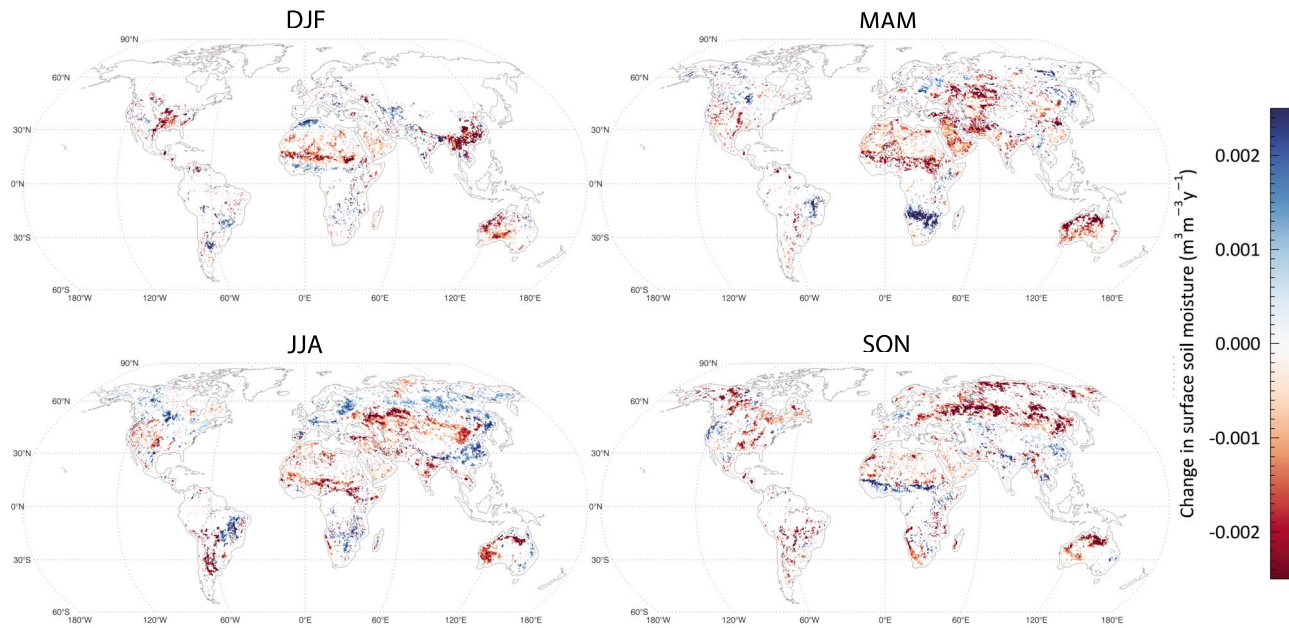 DJF
90°N
60°N
30°N
0°N
30°S
60°S
180°W 120°W 60°W 0°E 60°E 120°E 180°E
MAM
90°N
60°N
30°N
0°N
30°S
60°S
180°W 120°W 60°W 0°E 60°E 120°E 180°E
JJA
90°N
60°N
30°N
0°N
30°S
60°S
180°W 120°W 60°W 0°E 60°E 120°E 180°E
SON
90°N
60°N
30°N
0°N
30°S
60°S
180°W 120°W 60°W 0°E 60°E 120°E 180°E
Change in surface soil moisture (m³m⁻³y⁻¹)
0.002
0.001
0.000
-0.001
-0.002